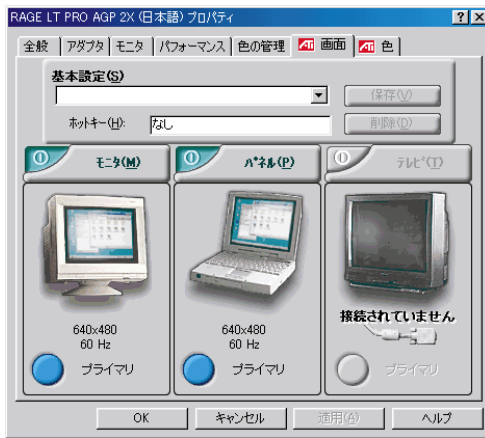 RAGE LT PRO AGP 2X (日本語) プロパティ
全般 アダプタ モニタ パフォーマンス 色の管理 ATI 画面 ATI 色
基本設定(S)
保存(V)
ホットキー(H): なし 削除(D)
モニタ(M) パネル(P) テレビ(T)
接続されていません
640x480 640x480
60 Hz 60 Hz
プライマリ プライマリ プライマリ
OK キャンセル 適用(A) ヘルプ